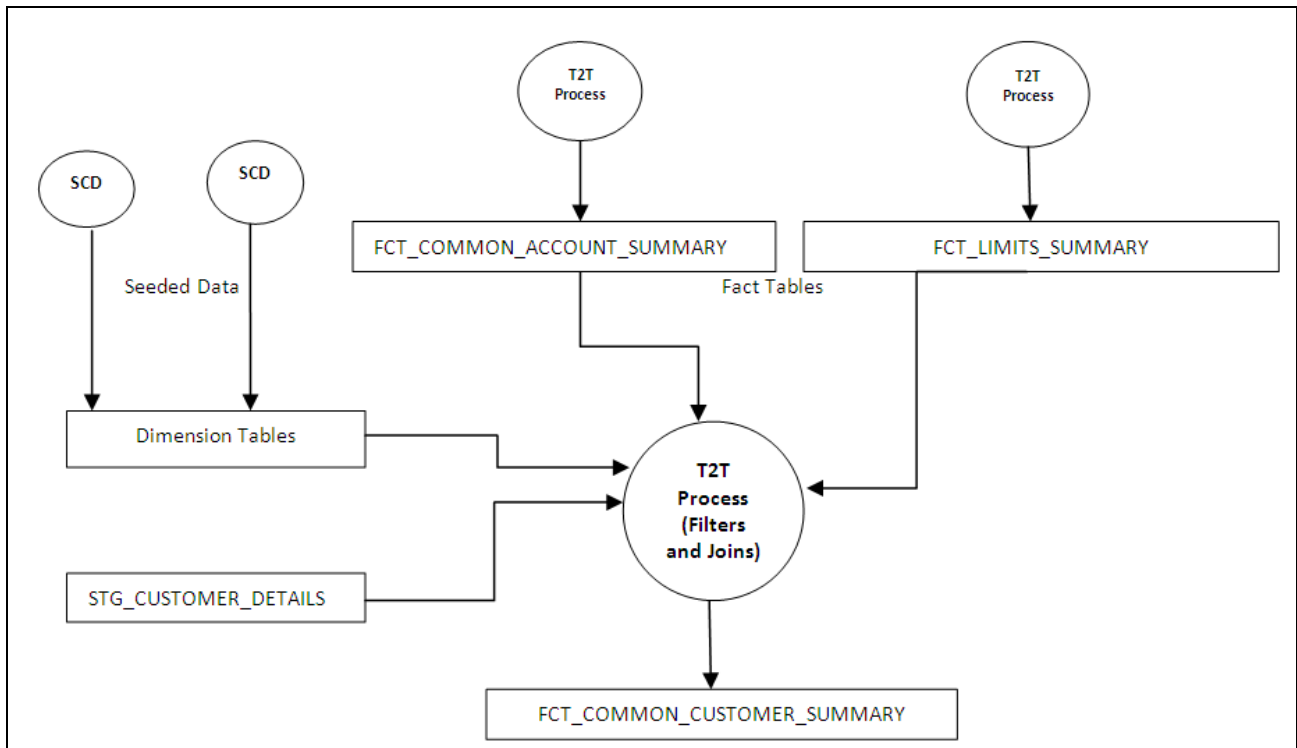 T2T
Process
T2T
Process
SCD
SCD
FCT_COMMON_ACCOUNT_SUMMARY
FCT_LIMITS_SUMMARY
Seeded Data
Fact Tables
Dimension Tables
T2T
Process
(Filters
and Joins)
STG_CUSTOMER_DETAILS
FCT_COMMON_CUSTOMER_SUMMARY